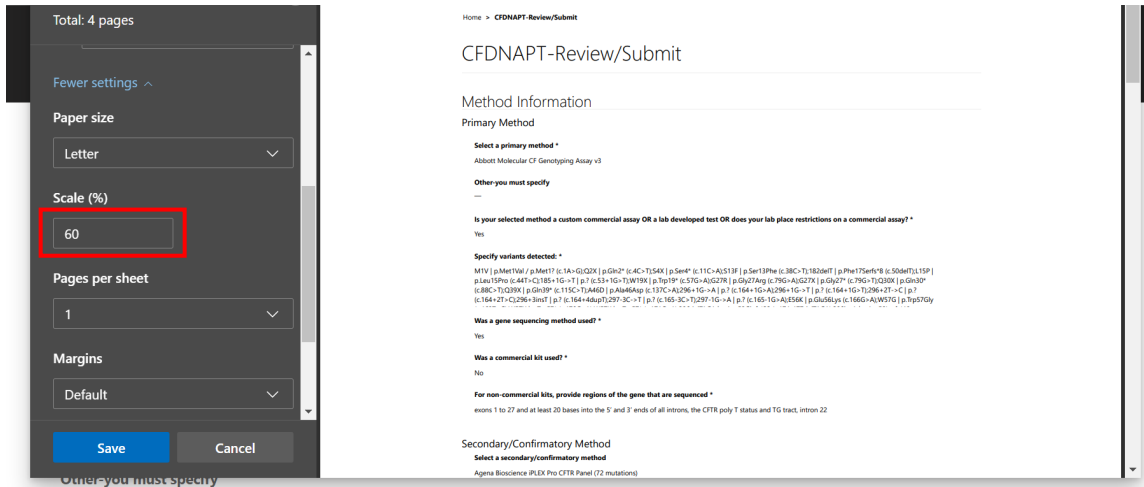 Total: 4 pages
Fewer settings
Paper size
Letter
Scale (%)
60
Pages per sheet
1
Margins
Default
Save
Cancel
Other-you must specify
Home > CFDNAPT-Review/Submit
CFDNAPT-Review/Submit
Method Information
Primary Method
Select a primary method *
Abbott Molecular CF Genotyping Assay v3
Other-you must specify
—
Is your selected method a custom commercial assay OR a lab developed test OR does your lab place restrictions on a commercial assay? *
Yes
Specify variants detected: *
M1V | p.Met1Val / p.Met1? (c.1A>G);Q2X | p.Gln2* (c.4C>T);S4X | p.Ser4* (c.11C>A);S13F | p.Ser13Phe (c.38C>T);182delT | p.Phe17Serfs*8 (c.50delT);L15P |
p.Leu15Pro (c.44T>C);185+1G->T | p.? (c.53+1G>T);W19X | p.Trp19* (c.57G>A);G27R | p.Gly27Arg (c.79G>A);G27X | p.Gly27* (c.79G>T);Q30X | p.Gln30*
(c.88C>T);Q39X | p.Gln39* (c.115C>T);A46D | p.Ala46Asp (c.137C>A);296+1G->A | p.? (c.164+1G>A);296+1G->T | p.? (c.164+1G>T);296+2T->C | p.?
(c.164+2T>C);296+3insT | p.? (c.164+4dupT);297-3C->T | p.? (c.165-3C>T);297-1G->A | p.? (c.165-1G>A);E56K | p.Glu56Lys (c.166G>A);W57G | p.Trp57Gly
Was a gene sequencing method used? *
Yes
Was a commercial kit used? *
No
For non-commercial kits, provide regions of the gene that are sequenced *
exons 1 to 27 and at least 20 bases into the 5' and 3' ends of all introns, the CFTR poly T status and TG tract, intron 22
Secondary/Confirmatory Method
Select a secondary/confirmatory method
Agena Bioscience iPLEX Pro CFTR Panel (72 mutations)